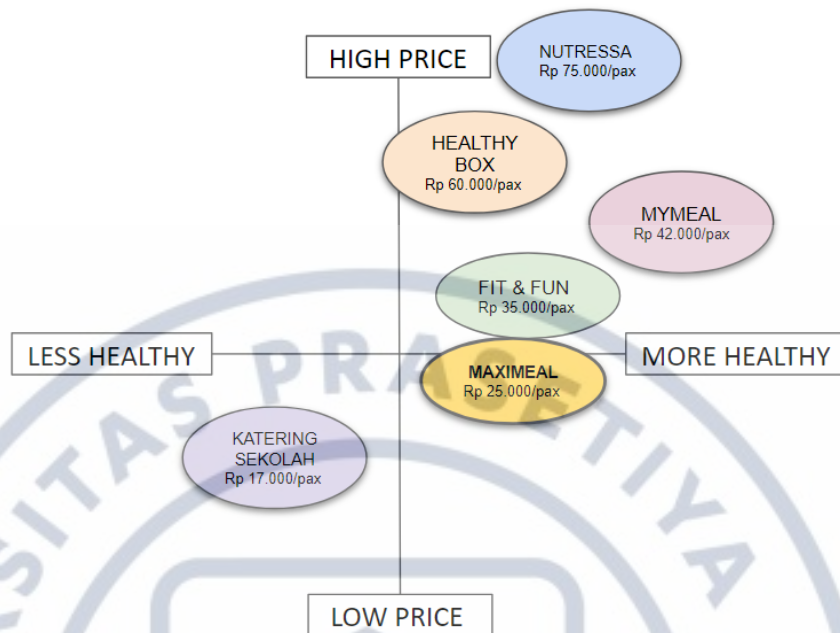 HIGH PRICE
NUTRESSA
Rp 75.000/pax
HEALTHY
BOX
Rp 60.000/pax
MYMEAL
Rp 42.000/pax
FIT & FUN
Rp 35.000/pax
LESS HEALTHY
MORE HEALTHY
MAXIMEAL
Rp 25.000/pax
KATERING
SEKOLAH
Rp 17.000/pax
LOW PRICE
SITAS PRASETIYA